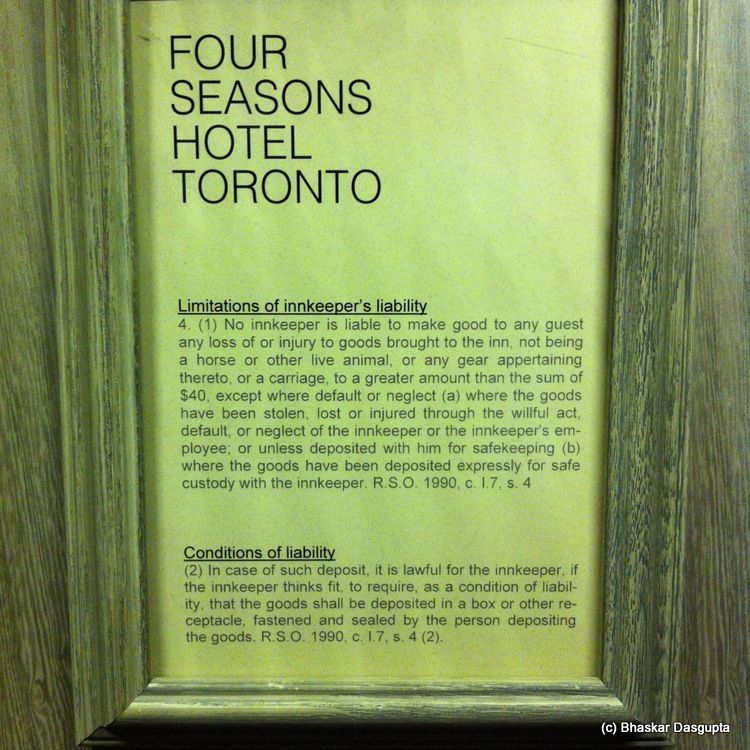 FOUR
SEASONS
HOTEL
TORONTO
Limitations of innkeeper's liability
4. (1) No innkeeper is liable to make good to any guest
any loss of or injury to goods brought to the inn, not being
a horse or other live animal, or any gear appertaining
thereto, or a carriage, to a greater amount than the sum of
$40, except where default or neglect (a) where the goods
have been stolen, lost or injured through the willful act,
default, or neglect of the innkeeper or the innkeeper's em-
ployee; or unless deposited with him for safekeeping (b)
where the goods have been deposited expressly for safe
custody with the innkeeper. R.S.O. 1990, c. I.7, s. 4
Conditions of liability
(2) In case of such deposit, it is lawful for the innkeeper, if
the innkeeper thinks fit, to require, as a condition of liabil-
ity, that the goods shall be deposited in a box or other re-
ceptacle, fastened and sealed by the person depositing
the goods. R.S.O. 1990, c. I.7, s. 4 (2).
(c) Bhaskar Dasgupta